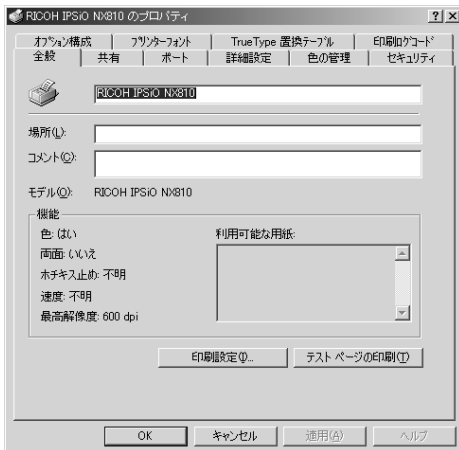 RICOH IPSiO NX810 のプロパティ
オプション構成 プリンターフォント TrueType 置換テーブル 印刷ログコード
全般 共有 ポート 詳細設定 色の管理 セキュリティ
RICOH IPSiO NX810
場所(L):
コメント(C):
モデル(O): RICOH IPSiO NX810
機能
色: はい 利用可能な用紙:
両面: いいえ
ホチキス止め: 不明
速度: 不明
最高解像度: 600 dpi
印刷設定(I)... テスト ページの印刷(T)
OK キャンセル 適用(A) ヘルプ